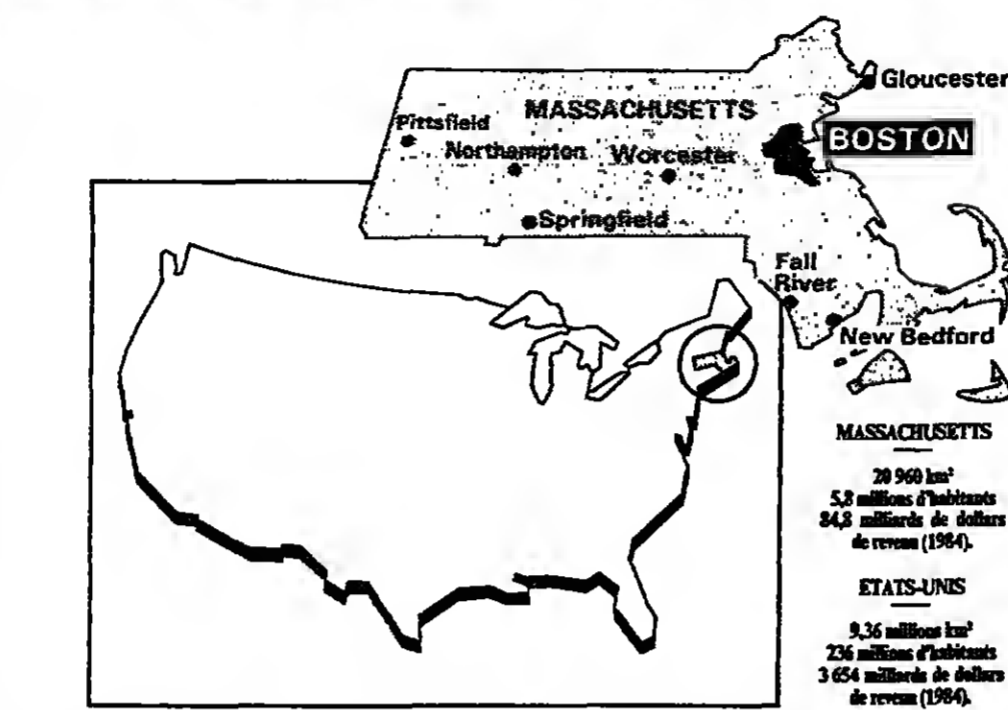 Gloucester
MASSACHUSETTS
Pittsfield
BOSTON
Northampton
Worcester
Springfield
Fall
River
New Bedford
MASSACHUSETTS
20 960 km²
5,8 millions d'habitants
84,8 milliards de dollars
de revenu (1984).
ETATS-UNIS
9,36 millions km²
236 millions d'habitants
3 654 milliards de dollars
de revenu (1984).